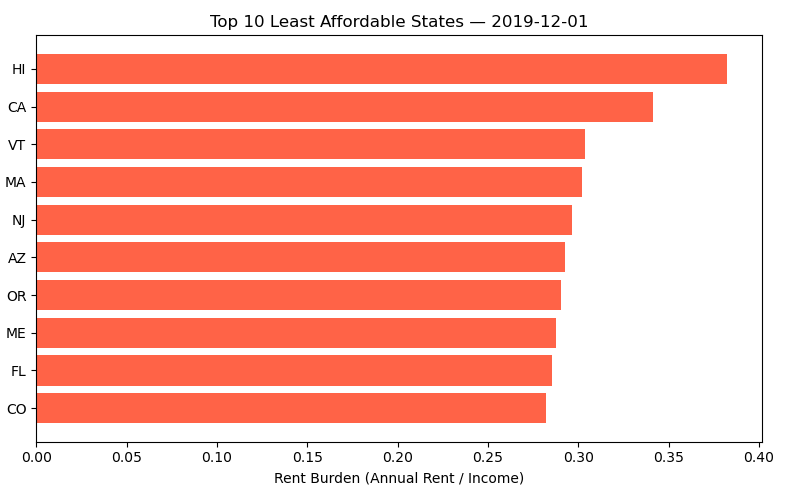 Top 10 Least Affordable States — 2019-12-01
HI
CA
VT
MA
NJ
AZ
OR
ME
FL
CO
0.00 0.05 0.10 0.15 0.20 0.25 0.30 0.35 0.40
Rent Burden (Annual Rent / Income)